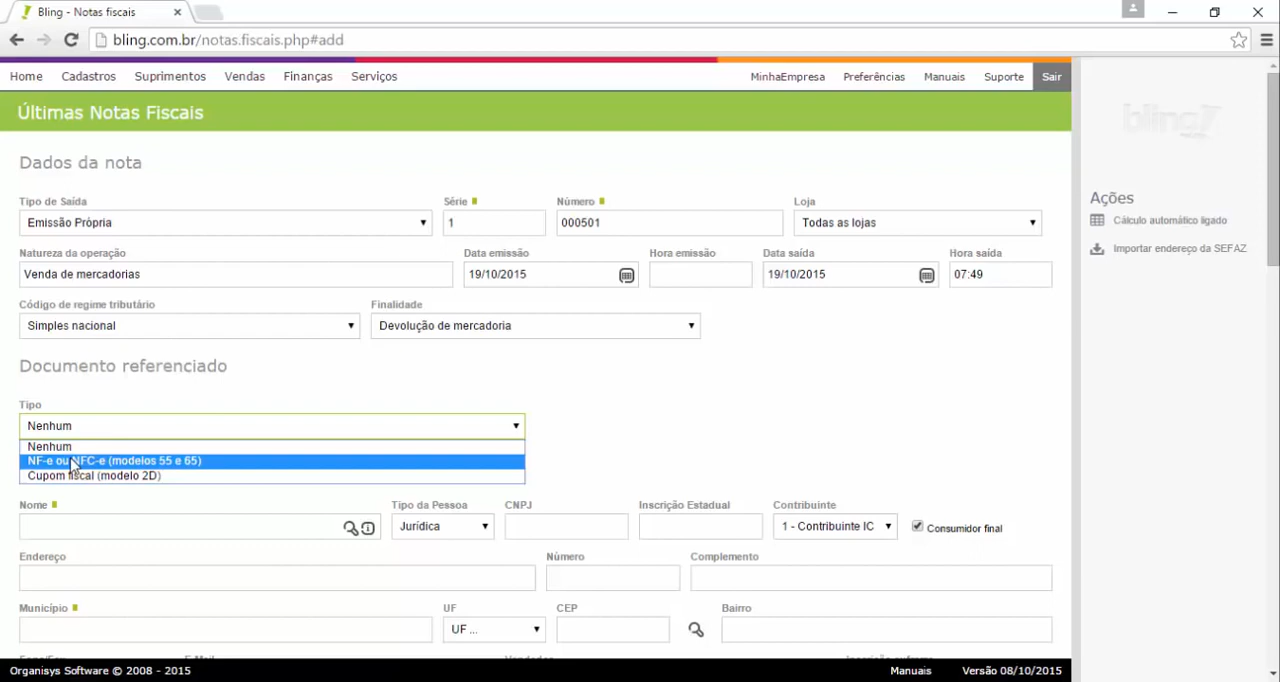 Bling - Notas fiscais
bling.com.br/notas.fiscais.php#add
Home Cadastros Suprimentos Vendas Finanças Serviços MinhaEmpresa Preferências Manuais Suporte Sair
Últimas Notas Fiscais
bling!
Dados da nota
Ações
Tipo de Saída Série Número Loja
Emissão Própria 1 000501 Todas as lojas
Cálculo automático ligado
Importar endereço da SEFAZ
Natureza da operação Data emissão Hora emissão Data saída Hora saída
Venda de mercadorias 19/10/2015 19/10/2015 07:49
Código de regime tributário Finalidade
Simples nacional Devolução de mercadoria
Documento referenciado
Tipo
Nenhum
Nenhum
NF-e ou NFC-e (modelos 55 e 65)
Cupom fiscal (modelo 2D)
Nome Tipo da Pessoa CNPJ Inscrição Estadual Contribuinte
Jurídica 1 - Contribuinte IC Consumidor final
Endereço Número Complemento
Município UF CEP Bairro
UF ...
Organisys Software © 2008 - 2015 Manuais Versão 08/10/2015